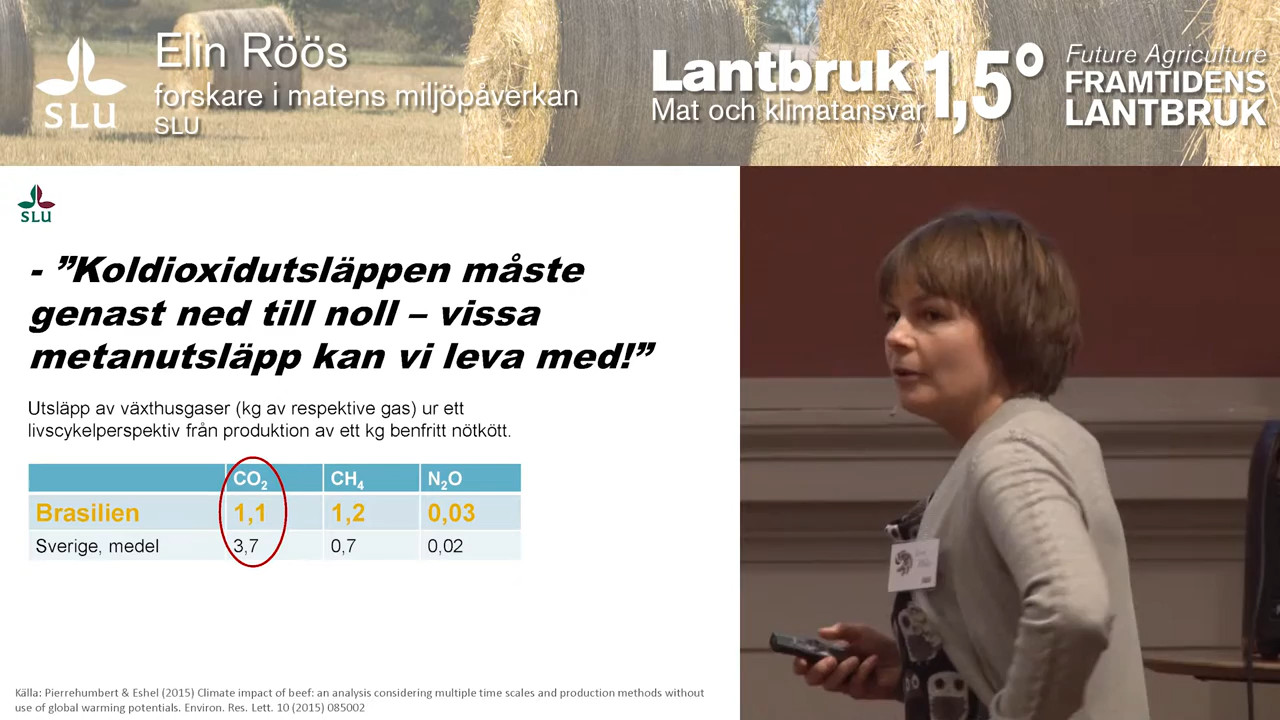 SLU
Elin Röös
forskare i matens miljöpåverkan
SLU
Lantbruk 1,5°
Mat och klimatansvar
Future Agriculture
FRAMTIDENS
LANTBRUK
SLU
- ”Koldioxidutsläppen måste
genast ned till noll – vissa
metanutsläpp kan vi leva med!”
Utsläpp av växthusgaser (kg av respektive gas) ur ett
livscykelperspektiv från produktion av ett kg benfritt nötkött.
CO2 CH4 N2O
Brasilien 1,1 1,2 0,03
Sverige, medel 3,7 0,7 0,02
Källa: Pierrehumbert & Eshel (2015) Climate impact of beef: an analysis considering multiple time scales and production methods without
use of global warming potentials. Environ. Res. Lett. 10 (2015) 085002